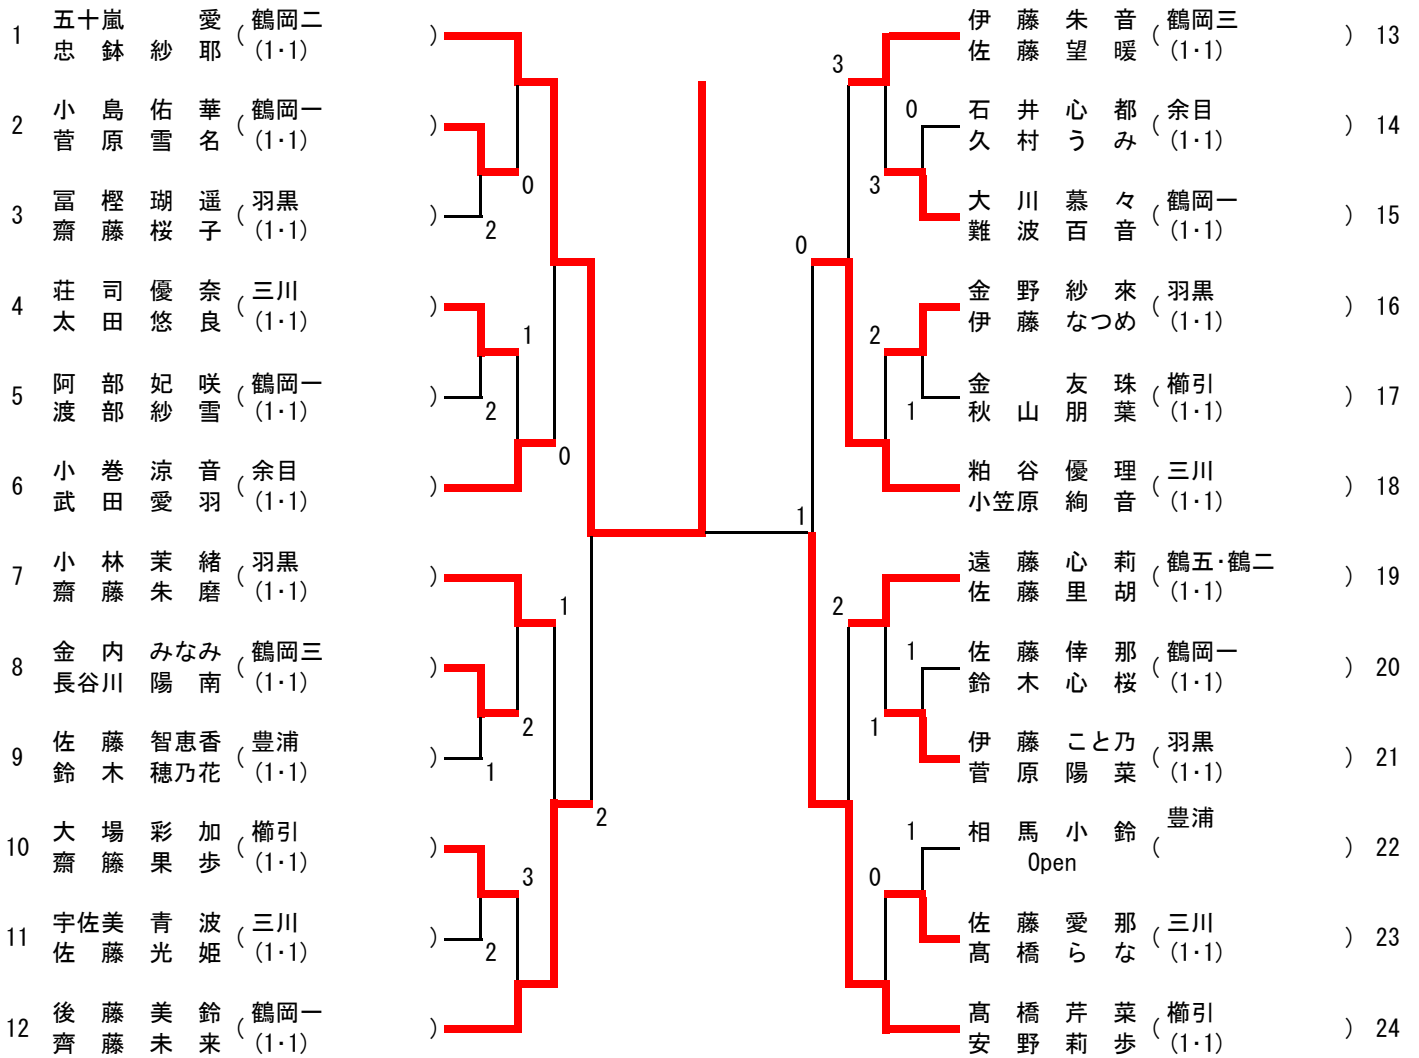 1 五十嵐 愛 ( 鶴岡二 )
忠鉢紗耶 (1·1)
2 小島佑華 ( 鶴岡一 )
菅原雪名 (1·1)
0
3 冨樫瑚遥 ( 羽黒 )
齋藤桜子 (1·1)
2
4 荘司優奈 ( 三川 )
太田悠良 (1·1)
1
5 阿部妃咲 ( 鶴岡一 )
渡部紗雪 (1·1)
2
0
6 小巻涼音 ( 余目 )
武田愛羽 (1·1)
7 小林茉緒 ( 羽黒 )
齋藤朱磨 (1·1)
1
8 金内みなみ ( 鶴岡三 )
長谷川陽南 (1·1)
2
9 佐藤智恵香 ( 豊浦 )
鈴木穂乃花 (1·1)
1
2
10 大場彩加 ( 櫛引 )
齋籐果歩 (1·1)
3
11 宇佐美青波 ( 三川 )
佐藤光姫 (1·1)
2
12 後藤美鈴 ( 鶴岡一 )
齊藤未来 (1·1)
伊藤朱音 ( 鶴岡三 ) 13
佐藤望暖 (1·1)
3
0
石井心都 ( 余目 ) 14
久村うみ (1·1)
3
大川慕々 ( 鶴岡一 ) 15
難波百音 (1·1)
0
金野紗來 ( 羽黒 ) 16
伊藤なつめ (1·1)
2
金 友珠 ( 櫛引 ) 17
秋山朋葉 (1·1)
1
粕谷優理 ( 三川 ) 18
小笠原絢音 (1·1)
1
遠藤心莉 ( 鶴五·鶴二 ) 19
佐藤里胡 (1·1)
2
1
佐藤倖那 ( 鶴岡一 ) 20
鈴木心桜 (1·1)
1
伊藤こと乃 ( 羽黒 ) 21
菅原陽菜 (1·1)
1
相馬小鈴 ( 豊浦 ) 22
Open
0
佐藤愛那 ( 三川 ) 23
髙橋らな (1·1)
髙橋芹菜 ( 櫛引 ) 24
安野莉歩 (1·1)